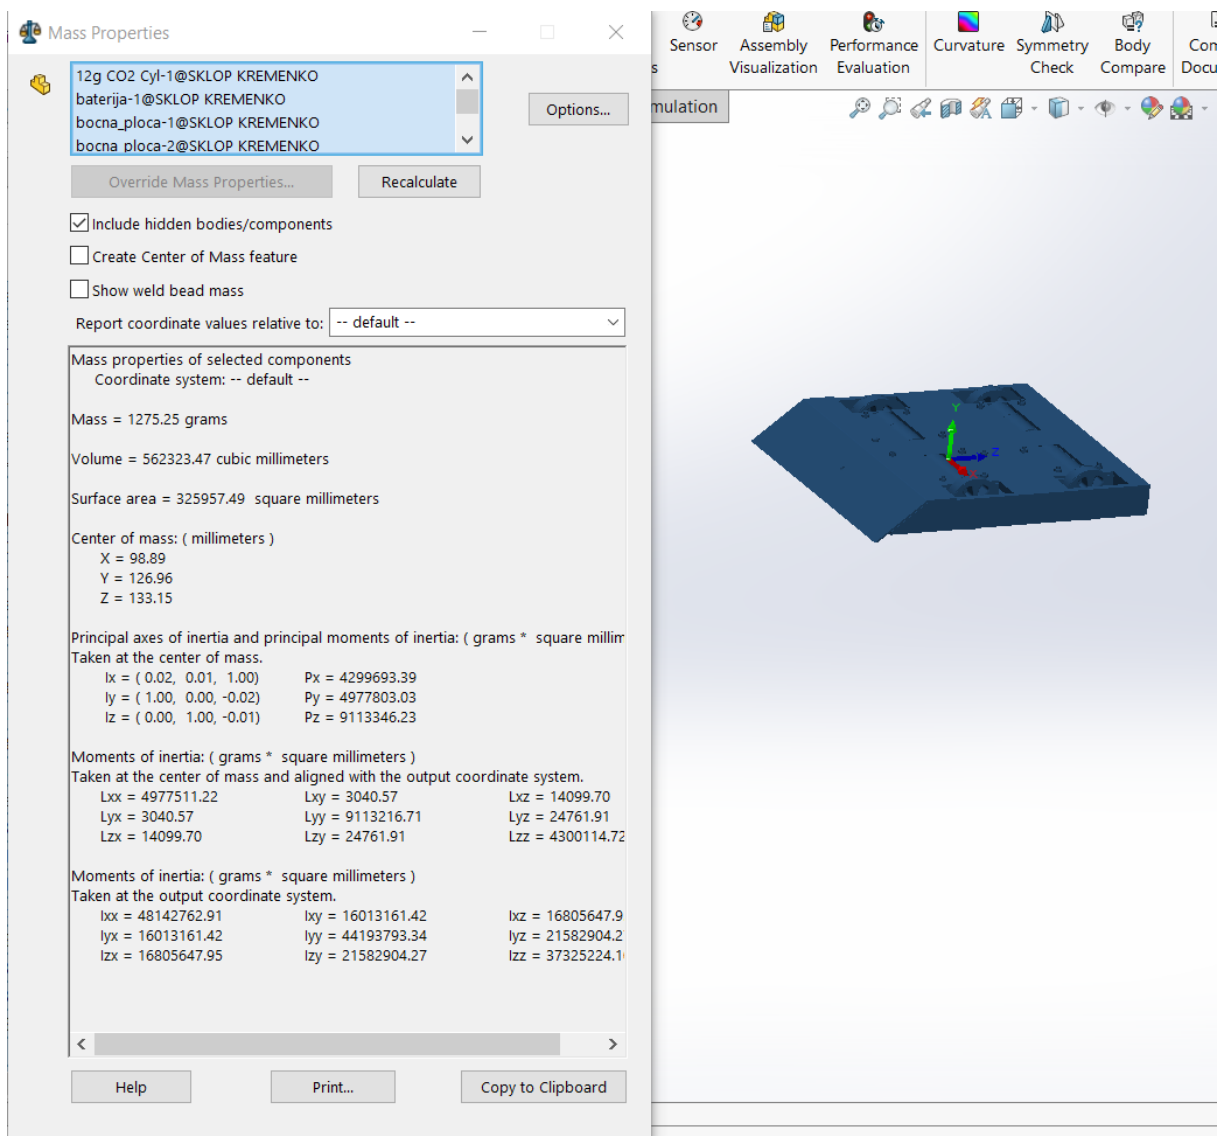 Mass Properties
12g CO2 Cyl-1@SKLOP KREMENKO
baterija-1@SKLOP KREMENKO
bocna_ploca-1@SKLOP KREMENKO
bocna_ploca-2@SKLOP KREMENKO
Options...
Override Mass Properties...
Recalculate
Include hidden bodies/components
Create Center of Mass feature
Show weld bead mass
Report coordinate values relative to: -- default --
Mass properties of selected components
Coordinate system: -- default --
Mass = 1275.25 grams
Volume = 562323.47 cubic millimeters
Surface area = 325957.49 square millimeters
Center of mass: ( millimeters )
X = 98.89
Y = 126.96
Z = 133.15
Principal axes of inertia and principal moments of inertia: ( grams * square millim
Taken at the center of mass.
Ix = ( 0.02, 0.01, 1.00) Px = 4299693.39
Iy = ( 1.00, 0.00, -0.02) Py = 4977803.03
Iz = ( 0.00, 1.00, -0.01) Pz = 9113346.23
Moments of inertia: ( grams * square millimeters )
Taken at the center of mass and aligned with the output coordinate system.
Lxx = 4977511.22 Lxy = 3040.57 Lxz = 14099.70
Lyx = 3040.57 Lyy = 9113216.71 Lyz = 24761.91
Lzx = 14099.70 Lzy = 24761.91 Lzz = 4300114.72
Moments of inertia: ( grams * square millimeters )
Taken at the output coordinate system.
Ixx = 48142762.91 Ixy = 16013161.42 Ixz = 16805647.9
Iyx = 16013161.42 Iyy = 44193793.34 Iyz = 21582904.2
Izx = 16805647.95 Izy = 21582904.27 Izz = 37325224.1
Help
Print...
Copy to Clipboard
Sensor
Assembly
Visualization
Performance
Evaluation
Curvature
Symmetry
Check
Body
Compare
Com
Docu
s
mulation
Y
Z
X